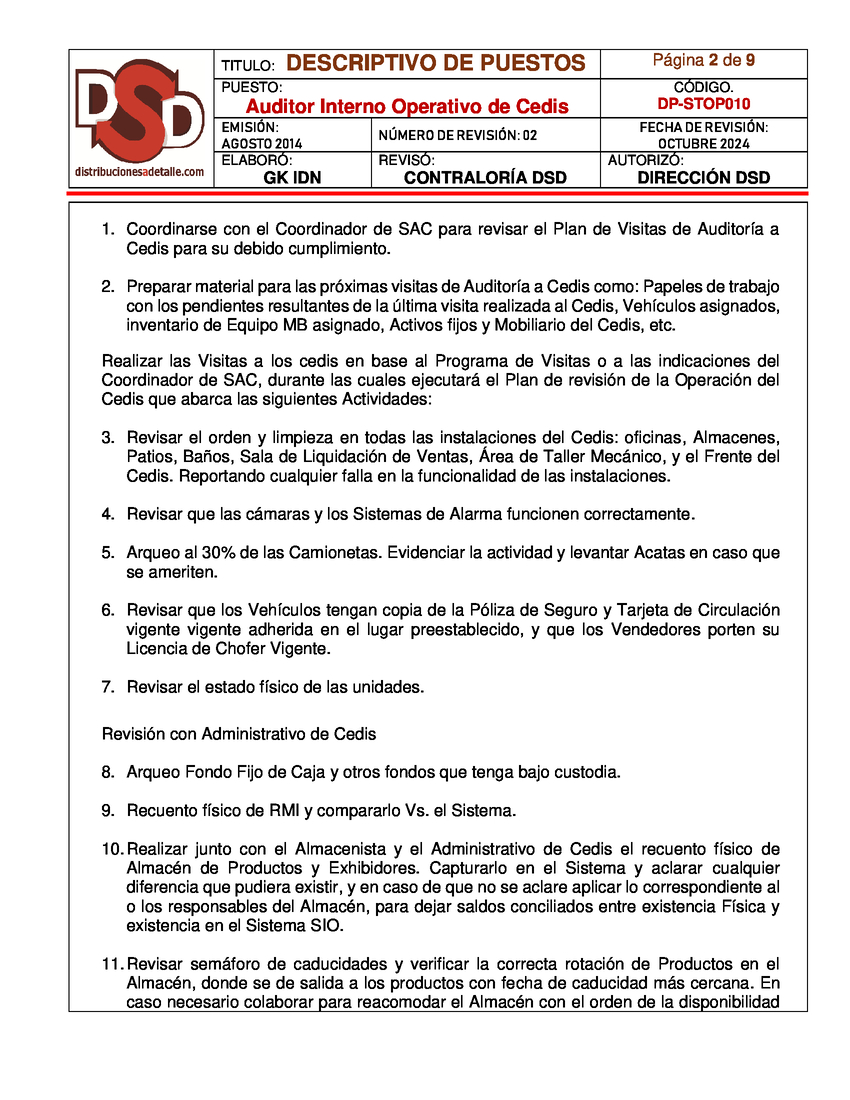 DSD
distribucionesadetalle.com
TITULO: DESCRIPTIVO DE PUESTOS
Página 2 de 9
PUESTO:
Auditor Interno Operativo de Cedis
CÓDIGO.
DP-STOP010
EMISIÓN:
AGOSTO 2014
NÚMERO DE REVISIÓN: 02
FECHA DE REVISIÓN:
OCTUBRE 2024
ELABORÓ:
GK IDN
REVISÓ:
CONTRALORÍA DSD
AUTORIZÓ:
DIRECCIÓN DSD
1. Coordinarse con el Coordinador de SAC para revisar el Plan de Visitas de Auditoría a
Cedis para su debido cumplimiento.
2. Preparar material para las próximas visitas de Auditoría a Cedis como: Papeles de trabajo
con los pendientes resultantes de la última visita realizada al Cedis, Vehículos asignados,
inventario de Equipo MB asignado, Activos fijos y Mobiliario del Cedis, etc.
Realizar las Visitas a los cedis en base al Programa de Visitas o a las indicaciones del
Coordinador de SAC, durante las cuales ejecutará el Plan de revisión de la Operación del
Cedis que abarca las siguientes Actividades:
3. Revisar el orden y limpieza en todas las instalaciones del Cedis: oficinas, Almacenes,
Patios, Baños, Sala de Liquidación de Ventas, Área de Taller Mecánico, y el Frente del
Cedis. Reportando cualquier falla en la funcionalidad de las instalaciones.
4. Revisar que las cámaras y los Sistemas de Alarma funcionen correctamente.
5. Arqueo al 30% de las Camionetas. Evidenciar la actividad y levantar Acatas en caso que
se ameriten.
6. Revisar que los Vehículos tengan copia de la Póliza de Seguro y Tarjeta de Circulación
vigente vigente adherida en el lugar preestablecido, y que los Vendedores porten su
Licencia de Chofer Vigente.
7. Revisar el estado físico de las unidades.
Revisión con Administrativo de Cedis
8. Arqueo Fondo Fijo de Caja y otros fondos que tenga bajo custodia.
9. Recuento físico de RMI y compararlo Vs. el Sistema.
10. Realizar junto con el Almacenista y el Administrativo de Cedis el recuento físico de
Almacén de Productos y Exhibidores. Capturarlo en el Sistema y aclarar cualquier
diferencia que pudiera existir, y en caso de que no se aclare aplicar lo correspondiente al
o los responsables del Almacén, para dejar saldos conciliados entre existencia Física y
existencia en el Sistema SIO.
11. Revisar semáforo de caducidades y verificar la correcta rotación de Productos en el
Almacén, donde se de salida a los productos con fecha de caducidad más cercana. En
caso necesario colaborar para reacomodar el Almacén con el orden de la disponibilidad